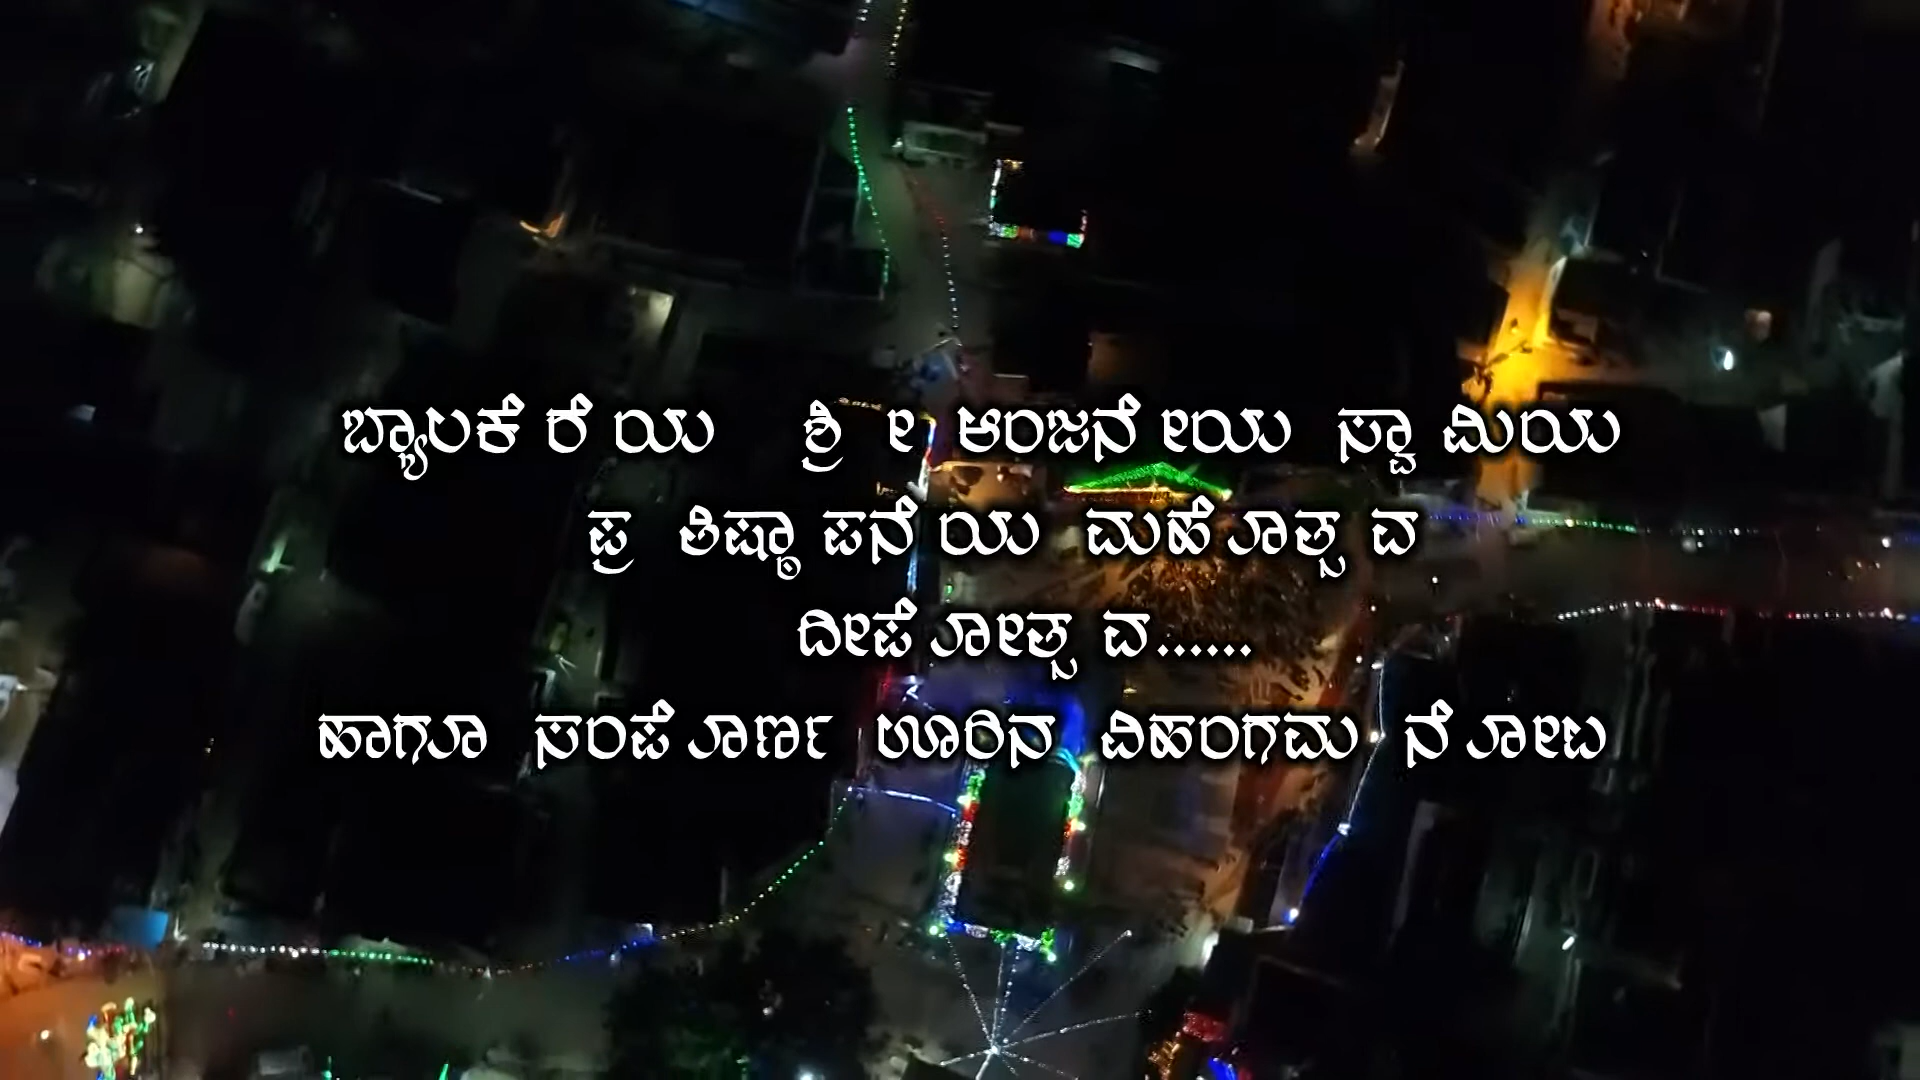 ಬ್ಯಾಲಕೆರೆಯ ಶ್ರೀ ಆಂಜನೇಯ ಸ್ವಾಮಿಯ
ಪ್ರತಿಷ್ಠಾಪನೆಯ ಮಹೊತ್ಸವ
ದೀಪೋತ್ಸವ......
ಹಾಗೂ ಸಂಪೊರ್ಣ ಊರಿನ ವಿಹಂಗಮ ನೋಟ